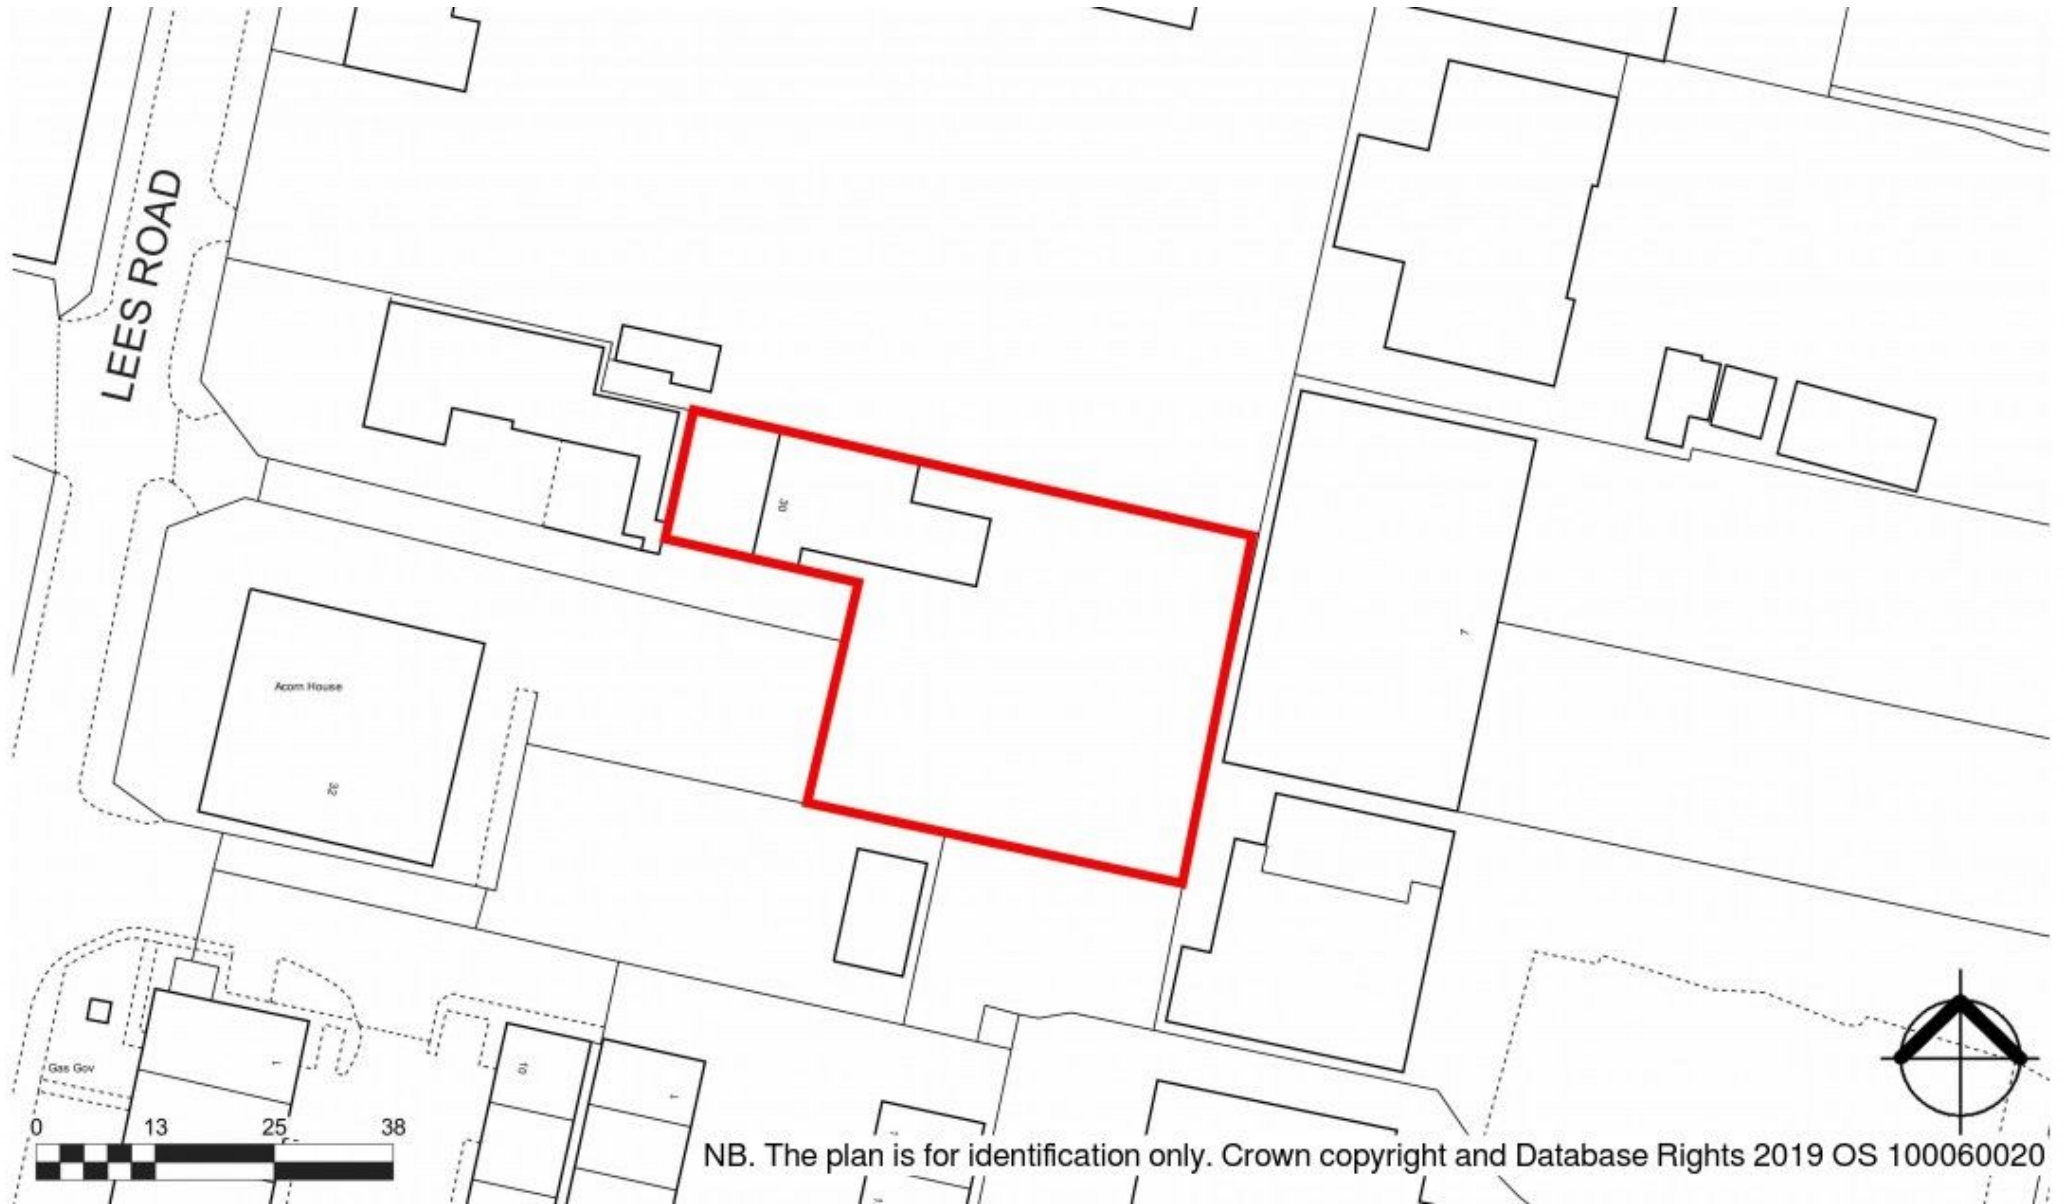 LEES ROAD
30
7
Acorn House
32
1
10
1
Gas Gov
0 13 25 38
NB. The plan is for identification only. Crown copyright and Database Rights 2019 OS 100060020